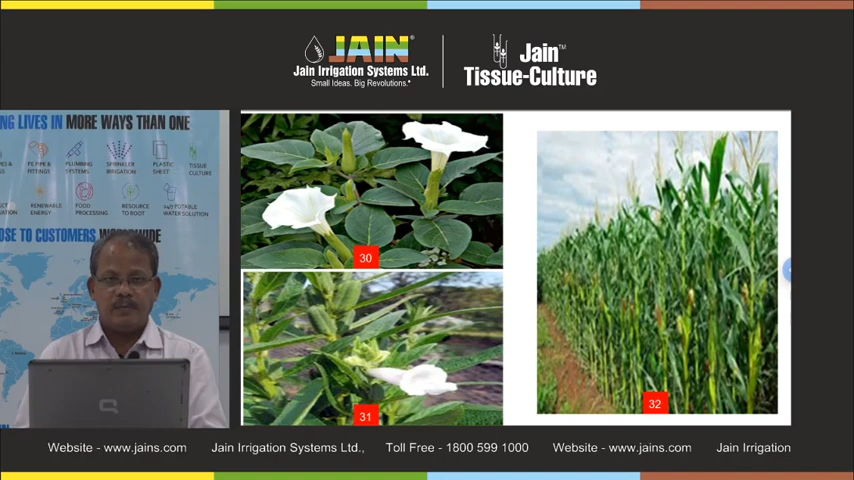 JAIN®
Jain Irrigation Systems Ltd.
Small Ideas. Big Revolutions.®
Jain™
Tissue-Culture
NG LIVES IN MORE WAYS THAN ONE
PE PIPE &
FITTINGS
PLUMBING
SYSTEMS
SPRINKLER
IRRIGATION
PLASTIC
SHEET
TISSUE
CULTURE
RENEWABLE
ENERGY
FOOD
PROCESSING
RESOURCE
TO ROOT
24/7 POTABLE
WATER SOLUTION
OSE TO CUSTOMERS WORLDWIDE
30
31
32
Website - www.jains.com Jain Irrigation Systems Ltd., Toll Free - 1800 599 1000 Website - www.jains.com Jain Irrigation